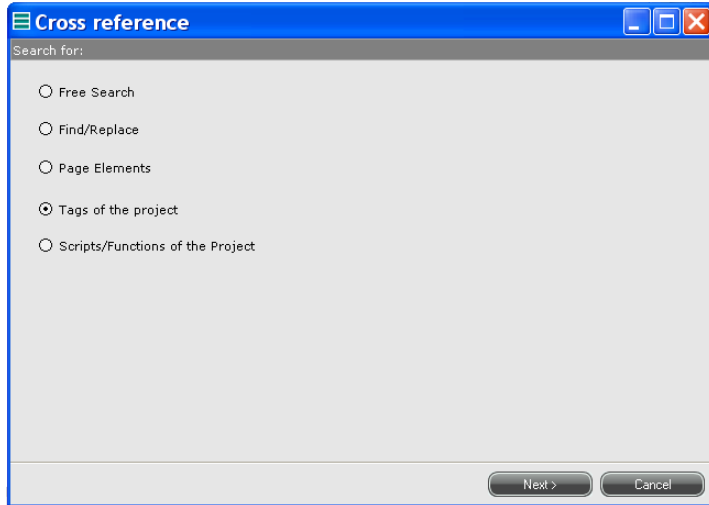 Cross reference
Search for:
Free Search
Find/Replace
Page Elements
Tags of the project
Scripts/Functions of the Project
Next >
Cancel